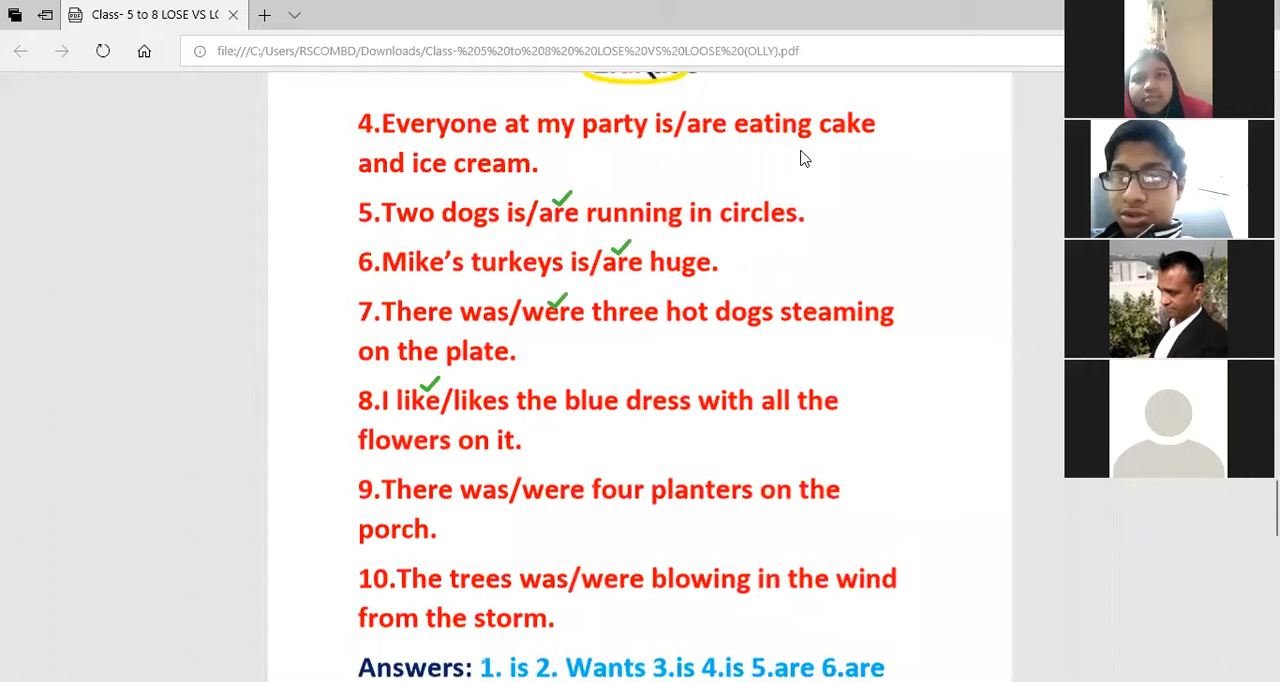 Class- 5 to 8 LOSE VS LO
file:///C:/Users/RSCOMBD/Downloads/Class-%205%20to%208%20%20LOSE%20VS%20LOOSE%20(OLLY).pdf
4.Everyone at my party is/are eating cake
and ice cream.
5.Two dogs is/are running in circles.
6.Mike’s turkeys is/are huge.
7.There was/were three hot dogs steaming
on the plate.
8.I like/likes the blue dress with all the
flowers on it.
9.There was/were four planters on the
porch.
10.The trees was/were blowing in the wind
from the storm.
Answers: 1. is 2. Wants 3.is 4.is 5.are 6.are